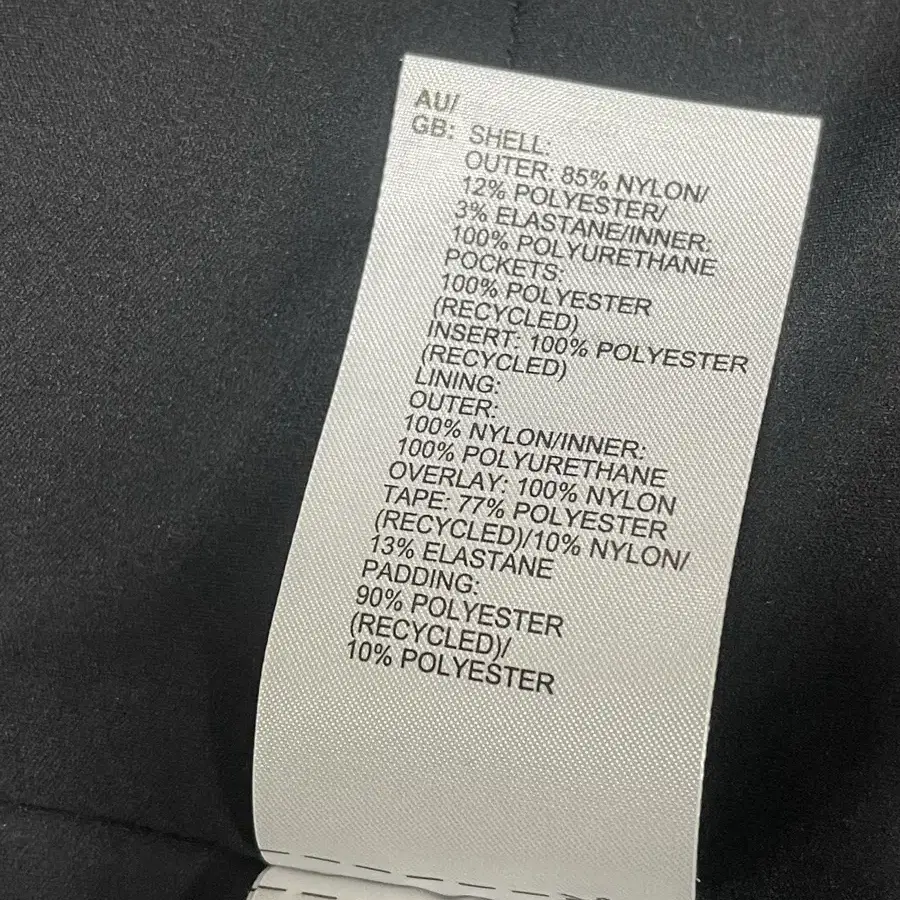 AU/
GB: SHELL:
OUTER: 85% NYLON/
12% POLYESTER/
3% ELASTANE/INNER:
100% POLYURETHANE
POCKETS:
100% POLYESTER
(RECYCLED)
INSERT: 100% POLYESTER
(RECYCLED)
LINING:
OUTER:
100% NYLON/INNER:
100% POLYURETHANE
OVERLAY: 100% NYLON
TAPE: 77% POLYESTER
(RECYCLED)/10% NYLON/
13% ELASTANE
PADDING:
90% POLYESTER
(RECYCLED)/
10% POLYESTER